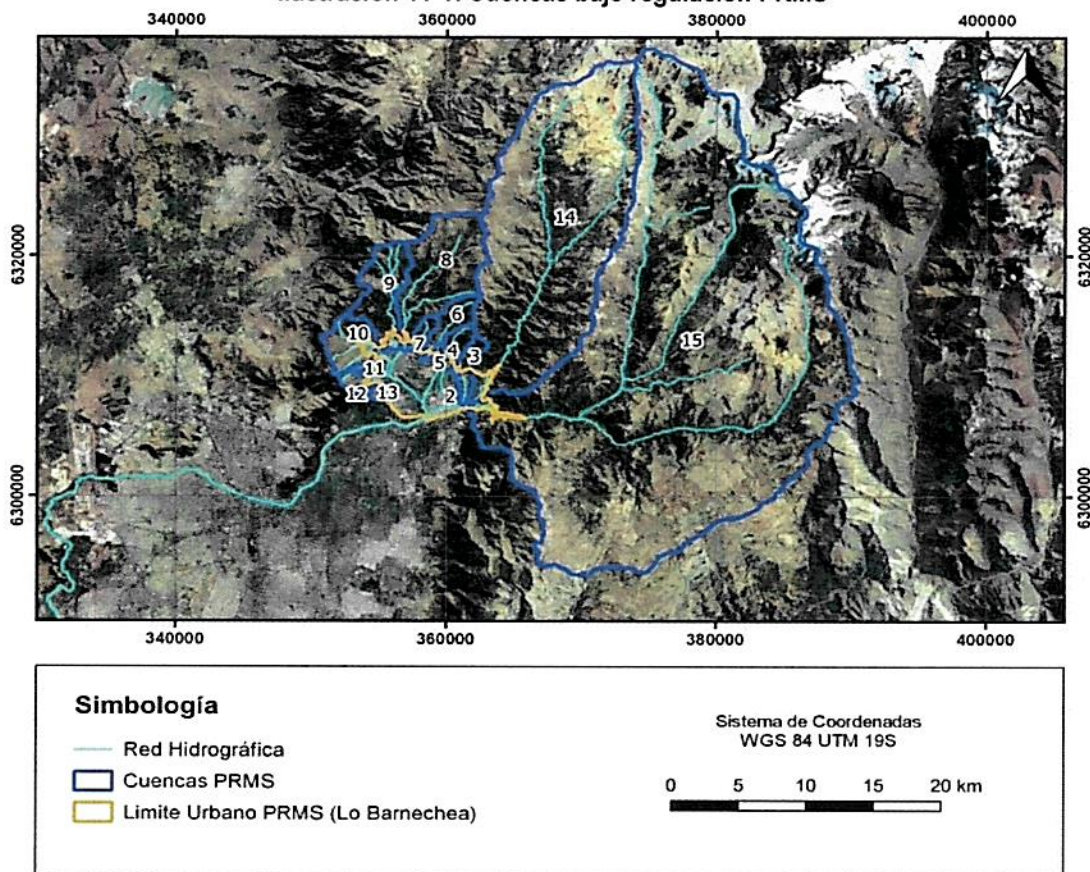 340000 360000 380000 400000
6320000 6320000
6300000 6300000
14
8
9
6
15
10
7
4
3
5
11
12
13
2
340000 360000 380000 400000
N
Simbología
Red Hidrográfica
Cuencas PRMS
Limite Urbano PRMS (Lo Barnechea)
Sistema de Coordenadas
WGS 84 UTM 19S
0 5 10 15 20 km